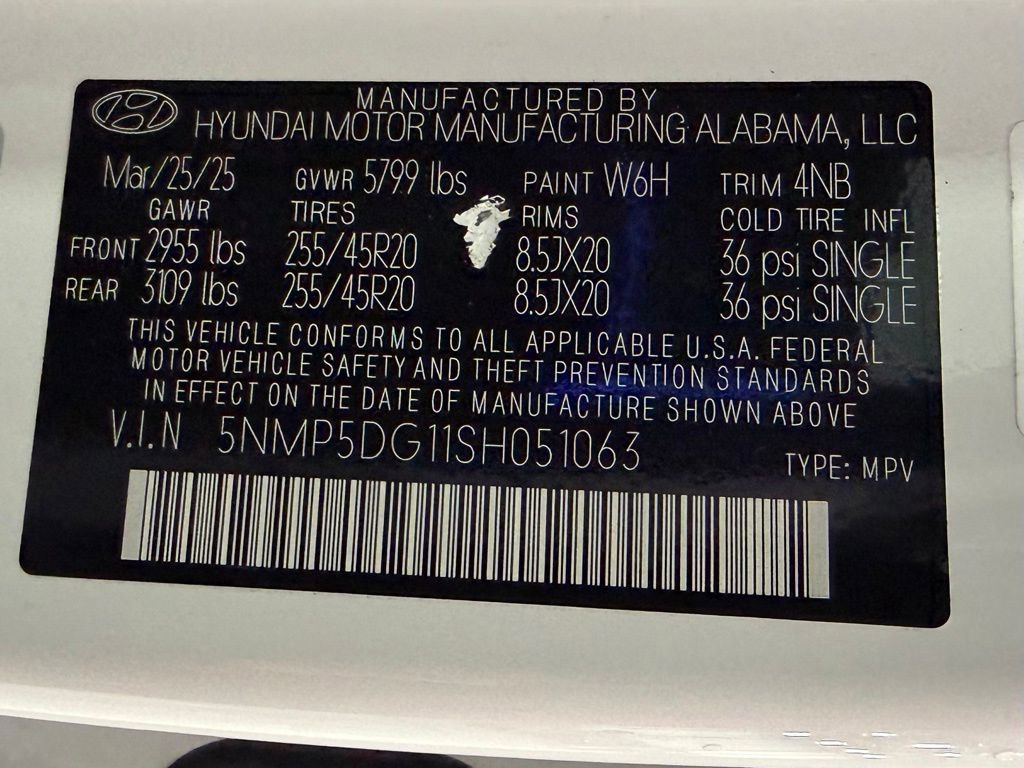 MANUFACTURED BY
HYUNDAI MOTOR MANUFACTURING ALABAMA, LLC
Mar/25/25 GVWR 5799 lbs PAINT W6H TRIM 4NB
GAWR TIRES RIMS COLD TIRE INFL
FRONT 2955 lbs 255/45R20 8.5JX20 36 psi SINGLE
REAR 3109 lbs 255/45R20 8.5JX20 36 psi SINGLE
THIS VEHICLE CONFORMS TO ALL APPLICABLE U.S.A. FEDERAL
MOTOR VEHICLE SAFETY AND THEFT PREVENTION STANDARDS
IN EFFECT ON THE DATE OF MANUFACTURE SHOWN ABOVE
V.I.N 5NMP5DG11SH051063 TYPE: MPV